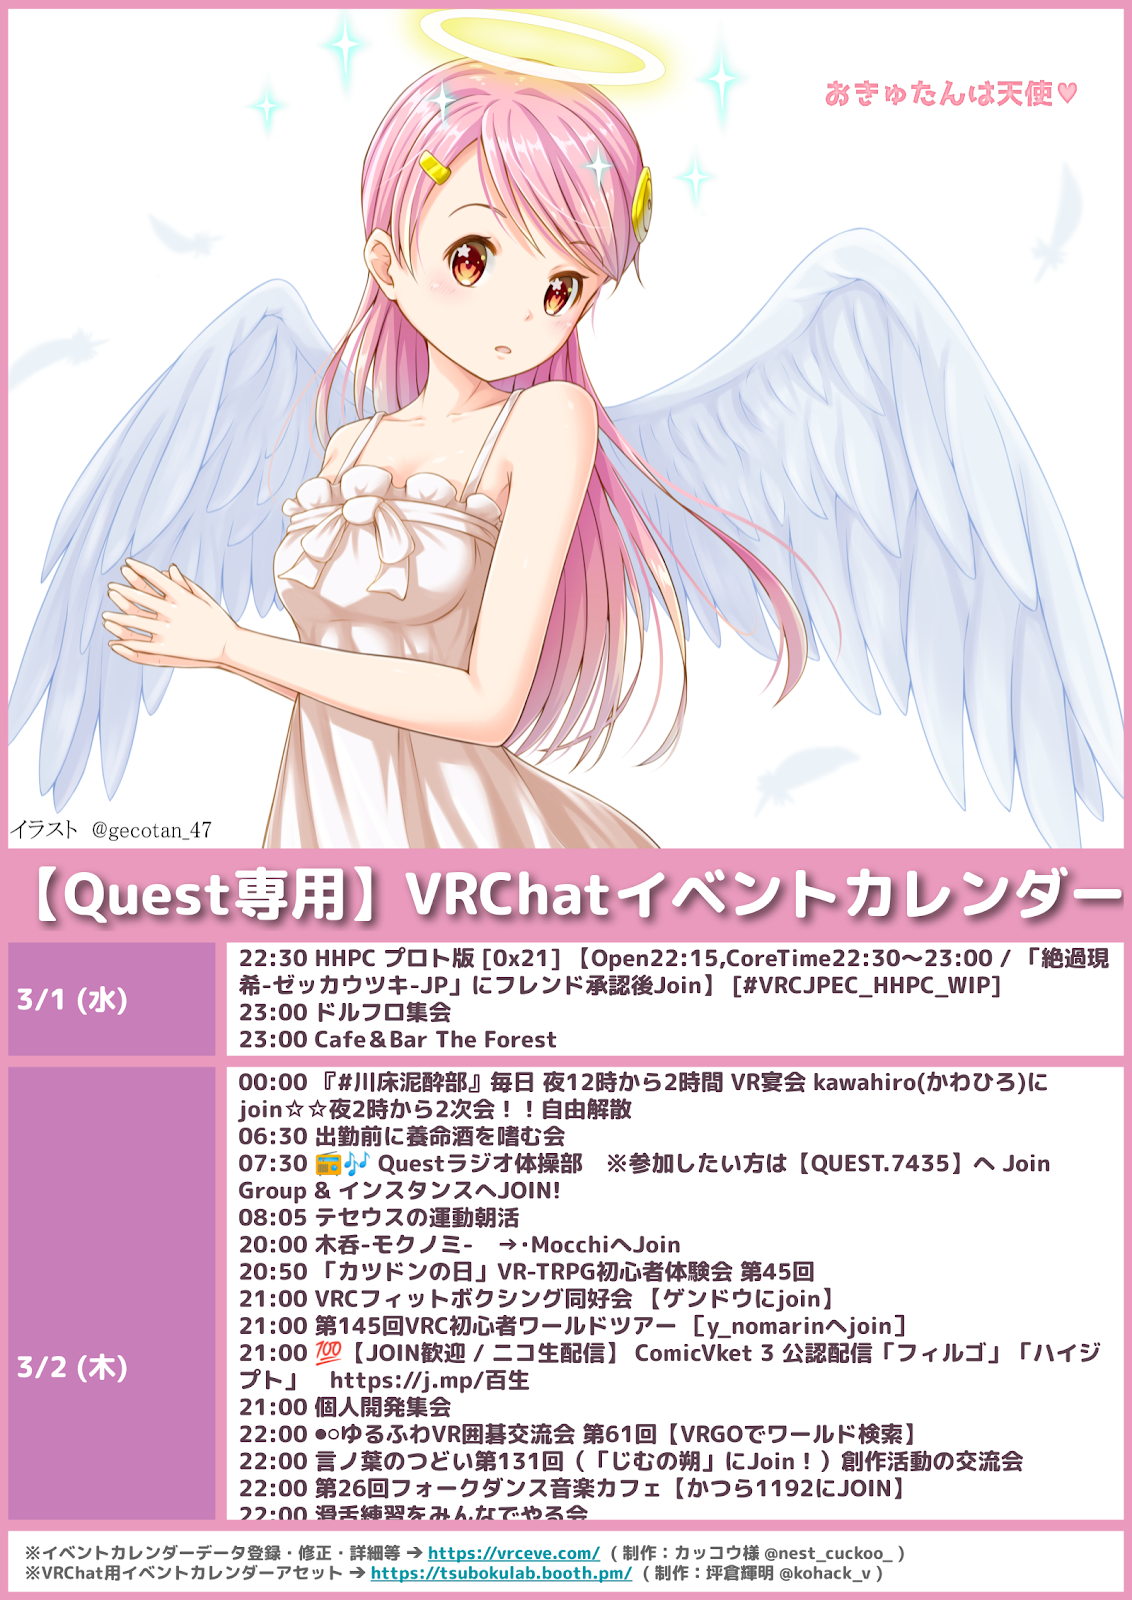 おきゅたんは天使♥
イラスト @gecotan_47
【Quest専用】VRChatイベントカレンダー
3/1 (水)
22:30 HHPC プロト版 [0x21] 【Open22:15,CoreTime22:30〜23:00 / 「絶過現
希-ゼッカウツキ-JP」にフレンド承認後Join】 [#VRCJPEC_HHPC_WIP]
23:00 ドルフロ集会
23:00 Cafe＆Bar The Forest
3/2 (木)
00:00 『#川床泥酔部』毎日 夜12時から2時間 VR宴会 kawahiro(かわひろ)に
join☆☆夜2時から2次会！！自由解散
06:30 出勤前に養命酒を嗜む会
07:30 📻🎶 Questラジオ体操部　※参加したい方は【QUEST.7435】へ Join
Group & インスタンスへJOIN!
08:05 テセウスの運動朝活
20:00 木呑-モクノミ-　→･MocchiへJoin
20:50 「カツドンの日」VR-TRPG初心者体験会 第45回
21:00 VRCフィットボクシング同好会 【ゲンドウにjoin】
21:00 第145回VRC初心者ワールドツアー ［y_nomarinへjoin］
21:00 💯【JOIN歓迎 / ニコ生配信】 ComicVket 3 公認配信「フィルゴ」「ハイジ
プト」　https://j.mp/百生
21:00 個人開発集会
22:00 ●○ゆるふわVR囲碁交流会 第61回【VRGOでワールド検索】
22:00 言ノ葉のつどい第131回（「じむの朔」にJoin！）創作活動の交流会
22:00 第26回フォークダンス音楽カフェ【かつら1192にJOIN】
22:00 滑舌練習をみんなでやる会
※イベントカレンダーデータ登録・修正・詳細等 ➔ https://vrceve.com/ ( 制作：カッコウ様 @nest_cuckoo_ )
※VRChat用イベントカレンダーアセット ➔ https://tsubokulab.booth.pm/ ( 制作：坪倉輝明 @kohack_v )